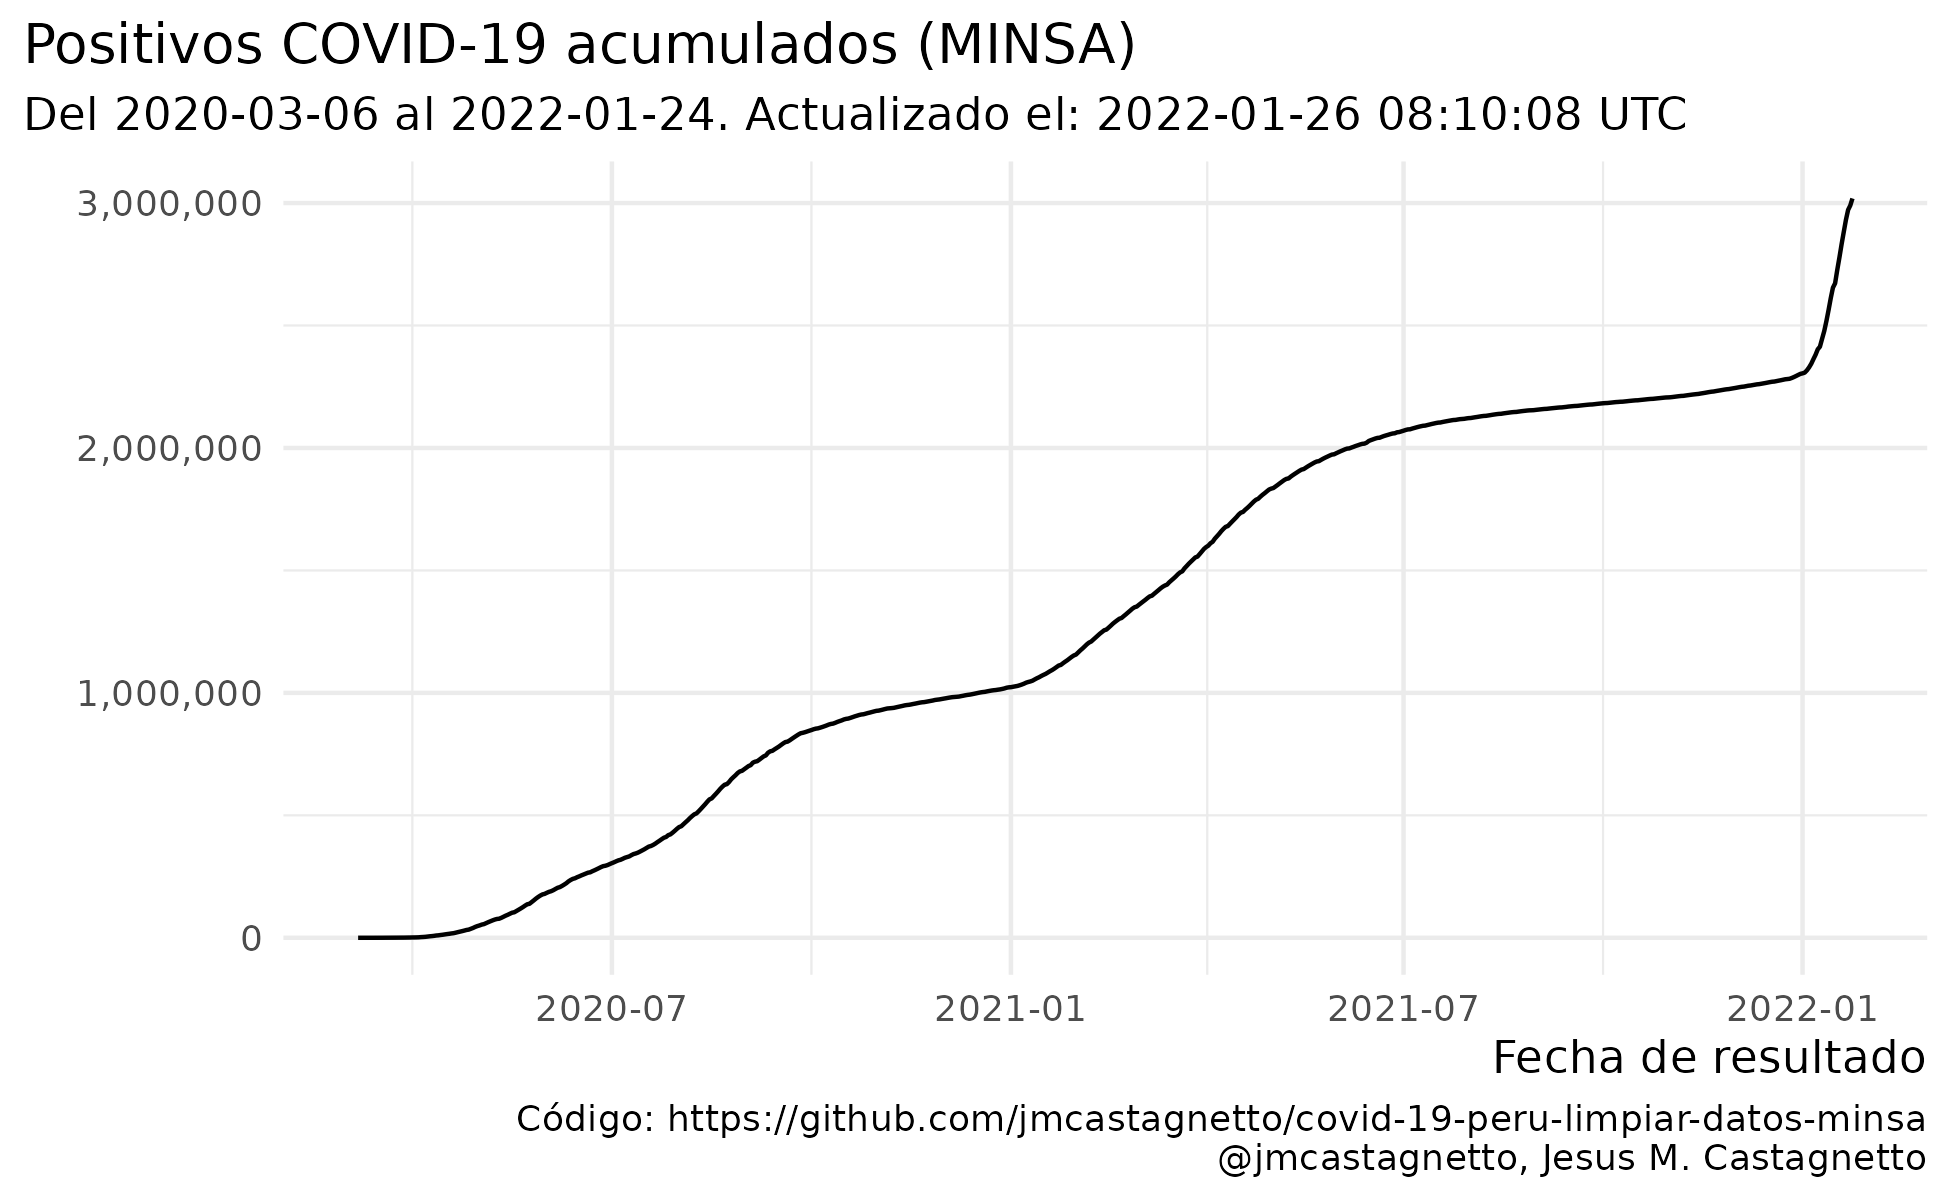 Positivos COVID-19 acumulados (MINSA)
Del 2020-03-06 al 2022-01-24. Actualizado el: 2022-01-26 08:10:08 UTC
3,000,000
2,000,000
1,000,000
0
2020-07 2021-01 2021-07 2022-01
Fecha de resultado
Código: https://github.com/jmcastagnetto/covid-19-peru-limpiar-datos-minsa
@jmcastagnetto, Jesus M. Castagnetto